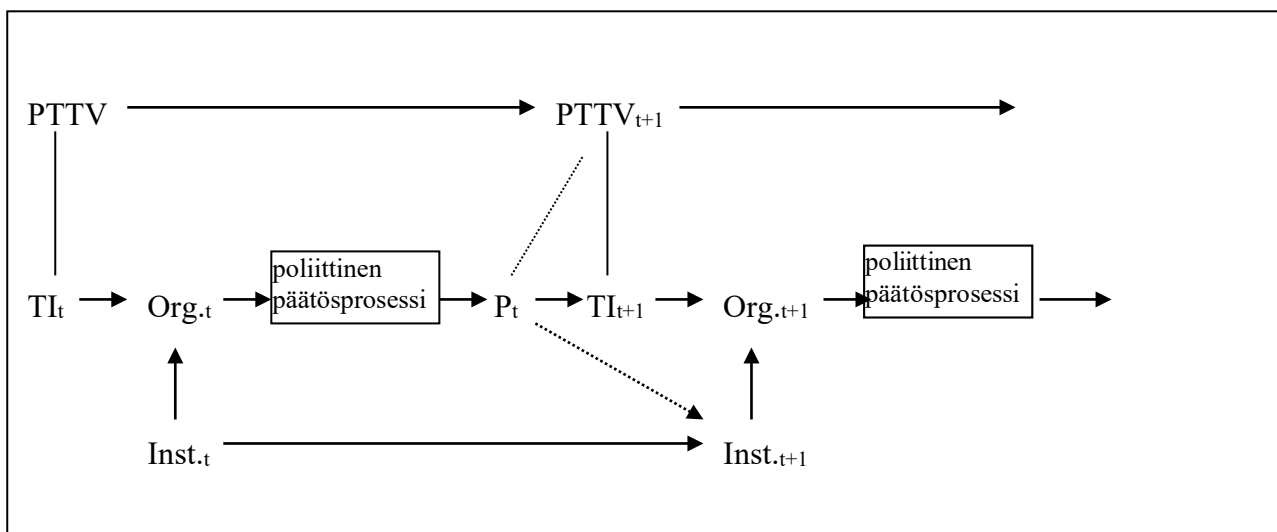 PTTV PTTVt+1
poliittinen
päätösprosessi
poliittinen
päätösprosessi
TIt Org.t Pt TIt+1 Org.t+1
Inst.t Inst.t+1